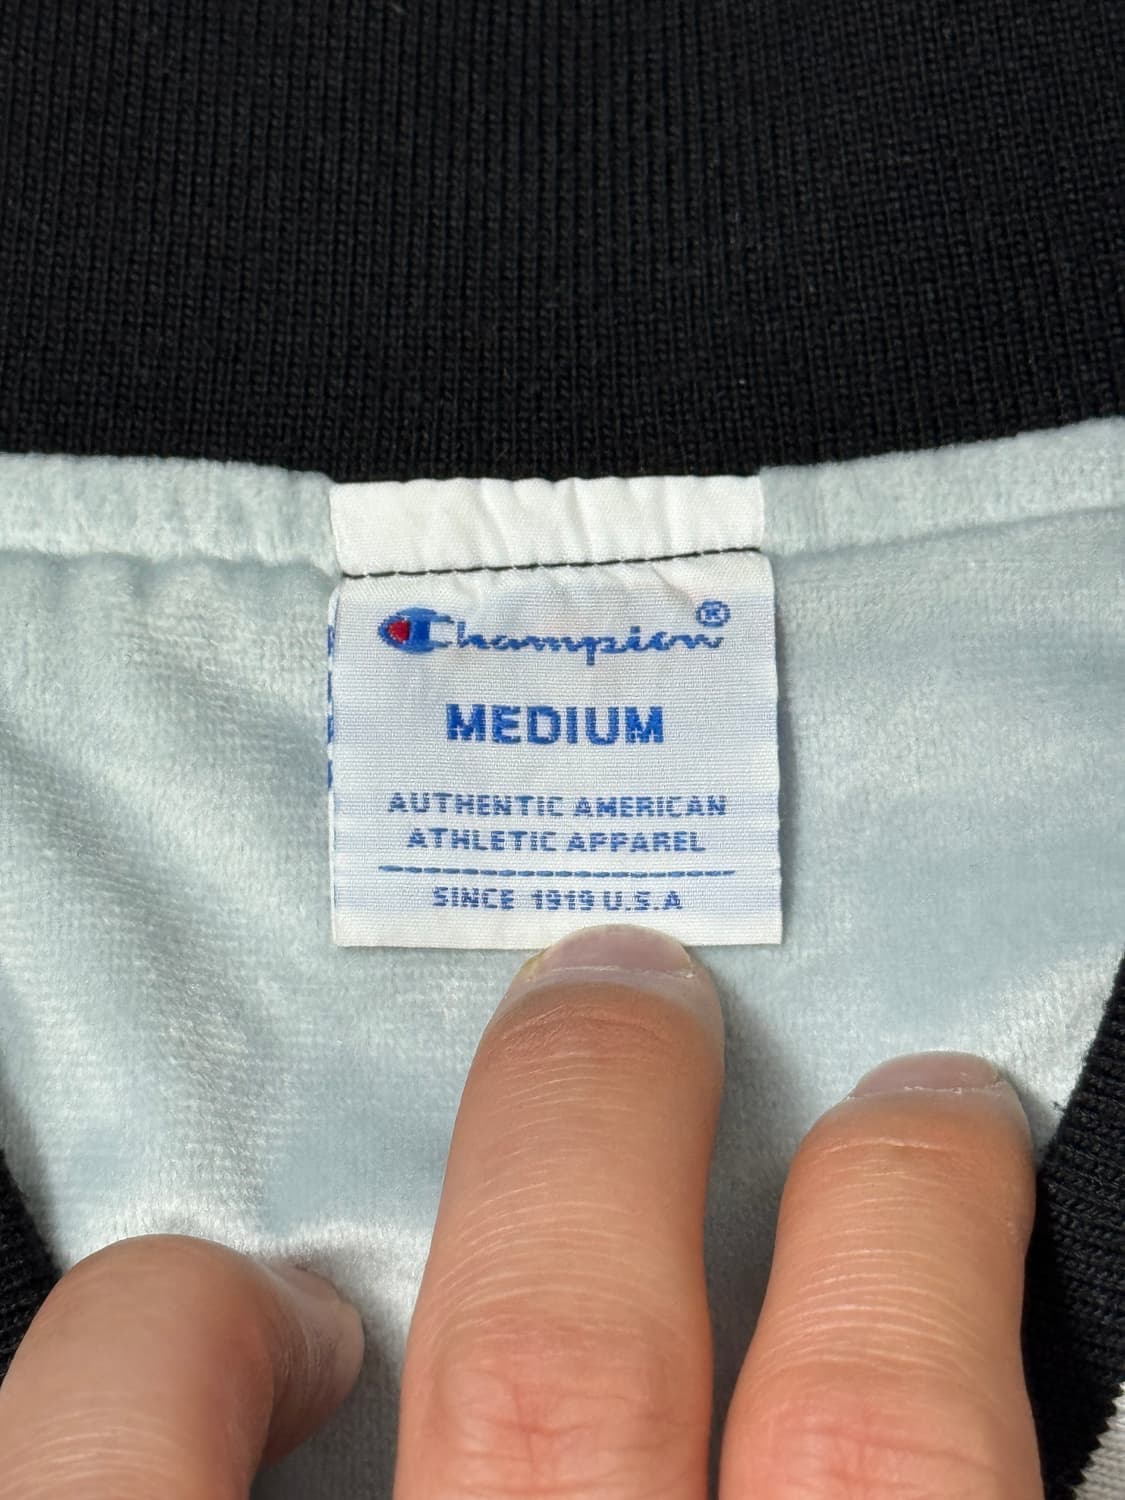 Champion®
MEDIUM
AUTHENTIC AMERICAN
ATHLETIC APPAREL
SINCE 1919 U.S.A